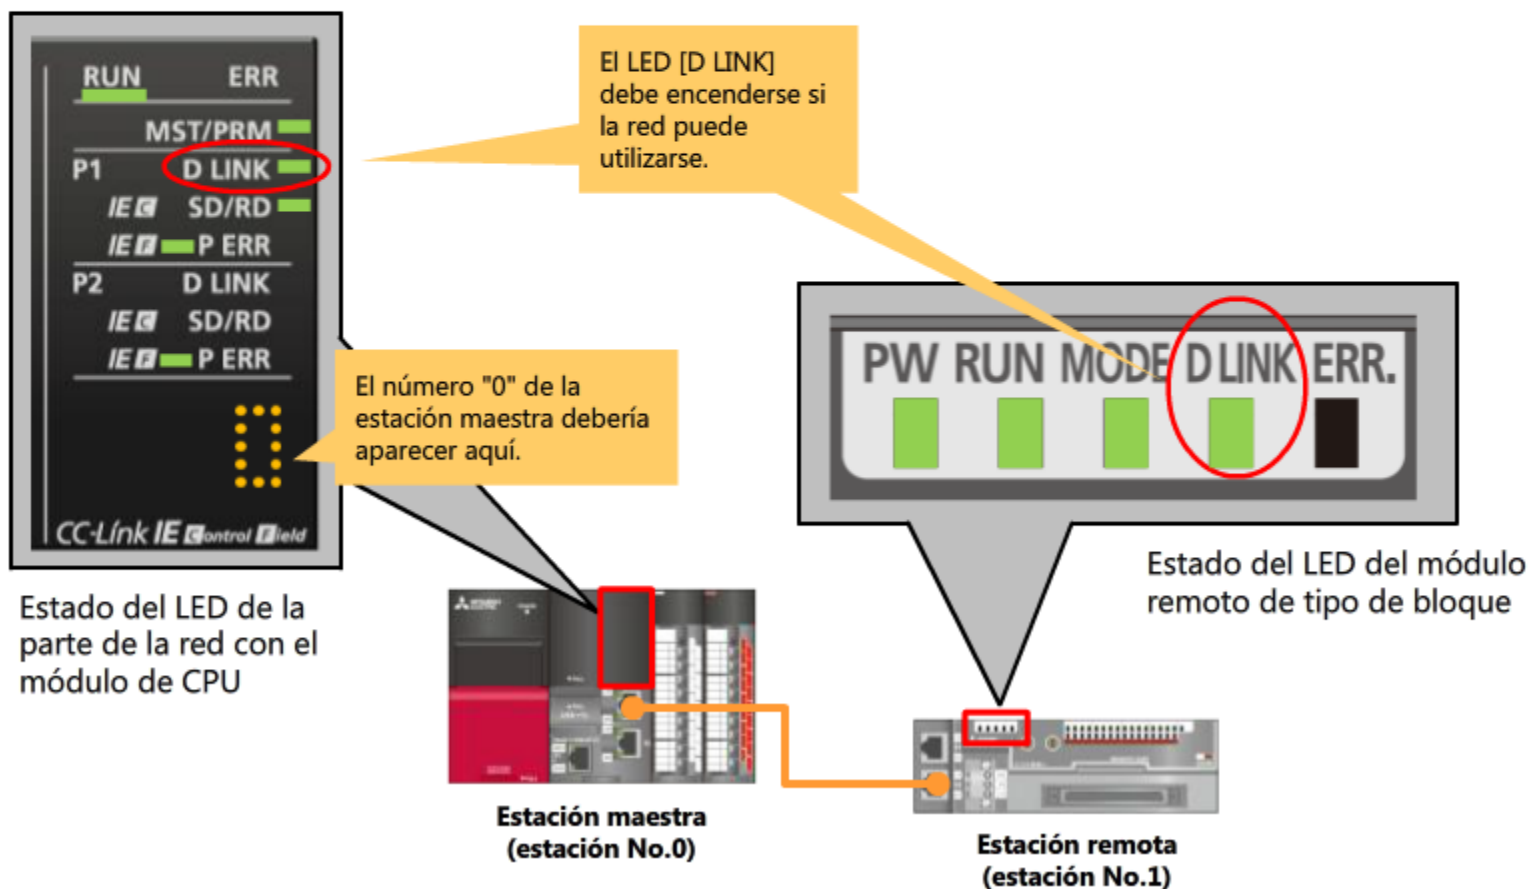 RUN ERR
MST/PRM
P1 D LINK
IE C SD/RD
IE F P ERR
P2 D LINK
IE C SD/RD
IE F P ERR
0
CC-Link IE Control Field
El LED [D LINK]
debe encenderse si
la red puede
utilizarse.
El número "0" de la
estación maestra debería
aparecer aquí.
PW RUN MODE D LINK ERR.
Estado del LED de la
parte de la red con el
módulo de CPU
Estado del LED del módulo
remoto de tipo de bloque
Estación maestra
(estación No.0)
Estación remota
(estación No.1)